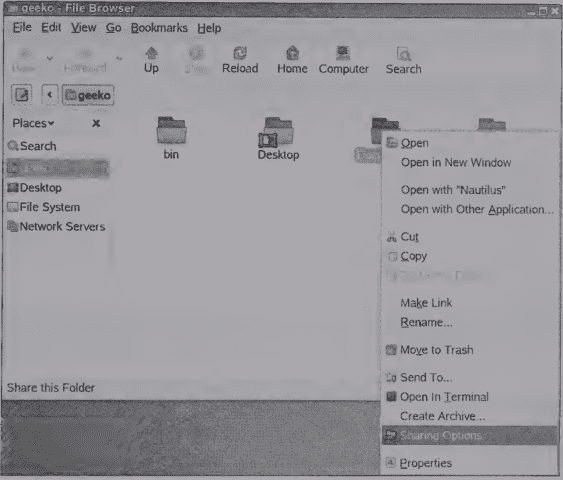 geeko - File Browser
File Edit View Go Bookmarks Help
Up Reload Home Computer Search
geeko
Places
Search
Desktop
File System
Network Servers
bin
Desktop
Open
Open in New Window
Open with "Nautilus"
Open with Other Application...
Cut
Copy
Make Link
Rename...
Move to Trash
Send To...
Open In Terminal
Create Archive...
Sharing Options
Properties
Share this Folder